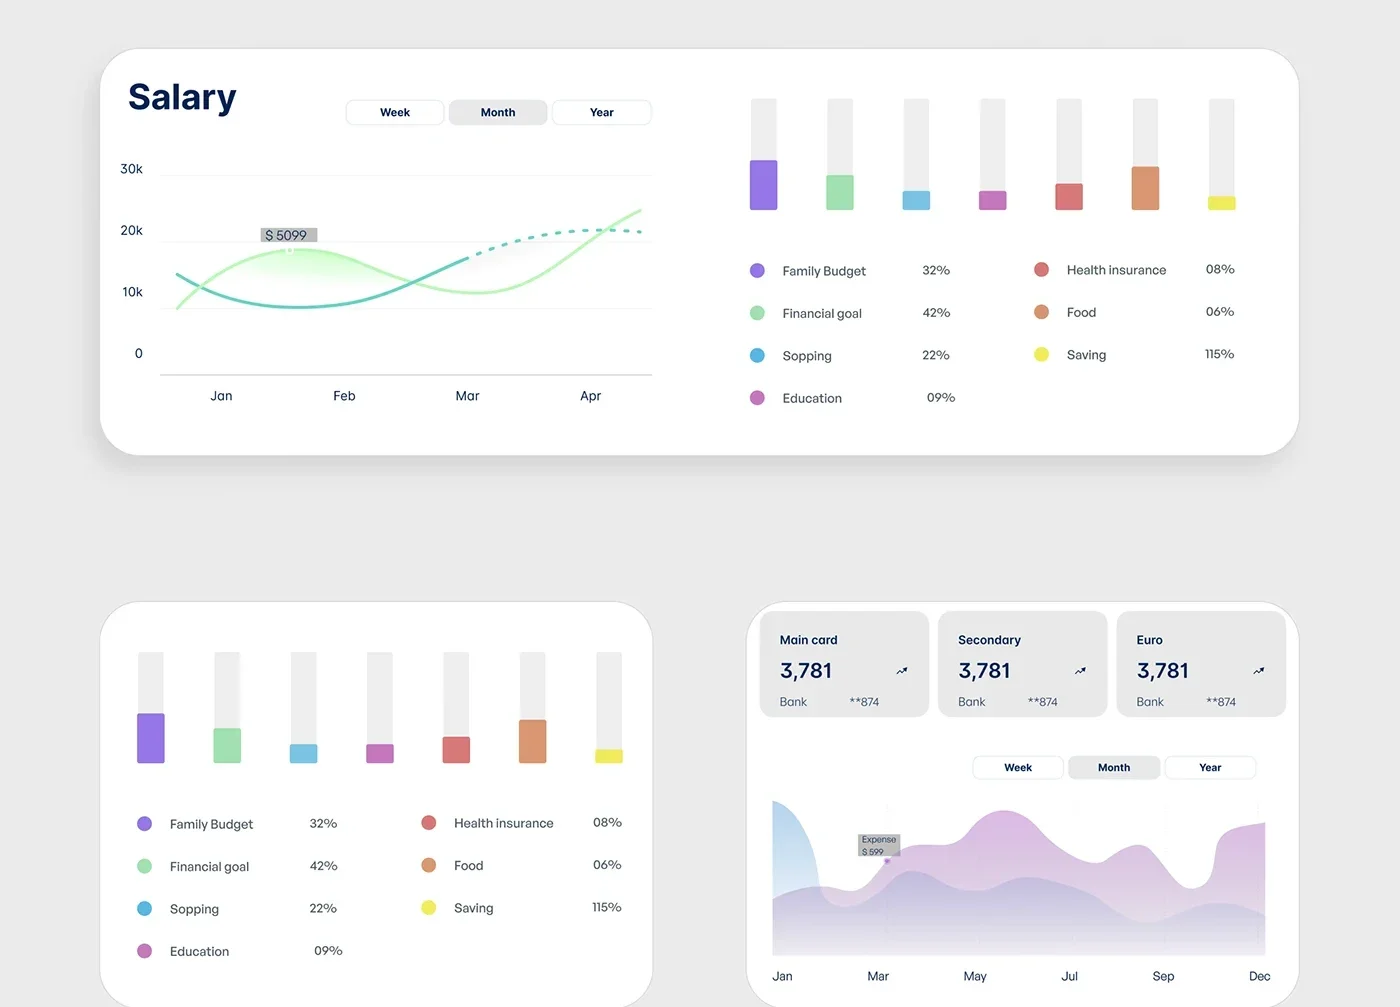 Salary
Week Month Year
30k
20k
10k
0
$ 5099
Jan Feb Mar Apr
Family Budget 32%
Financial goal 42%
Sopping 22%
Education 09%
Health insurance 08%
Food 06%
Saving 115%
Family Budget 32%
Financial goal 42%
Sopping 22%
Education 09%
Health insurance 08%
Food 06%
Saving 115%
Main card
3,781
Bank **874
Secondary
3,781
Bank **874
Euro
3,781
Bank **874
Week Month Year
Expense
$ 599
Jan Mar May Jul Sep Dec